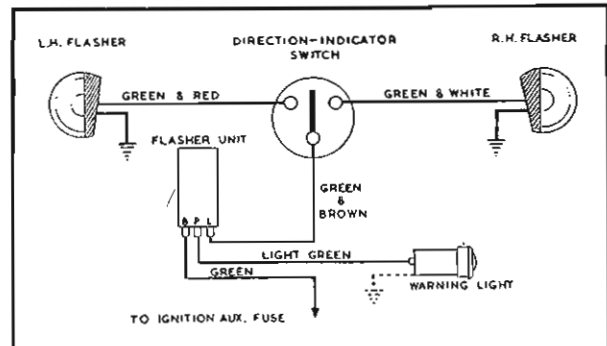 L.H. FLASHER
DIRECTION-INDICATOR
SWITCH
R.H. FLASHER
GREEN & RED
GREEN & WHITE
FLASHER UNIT
GREEN
&
BROWN
B P L
LIGHT GREEN
GREEN
WARNING LIGHT
TO IGNITION AUX. FUSE